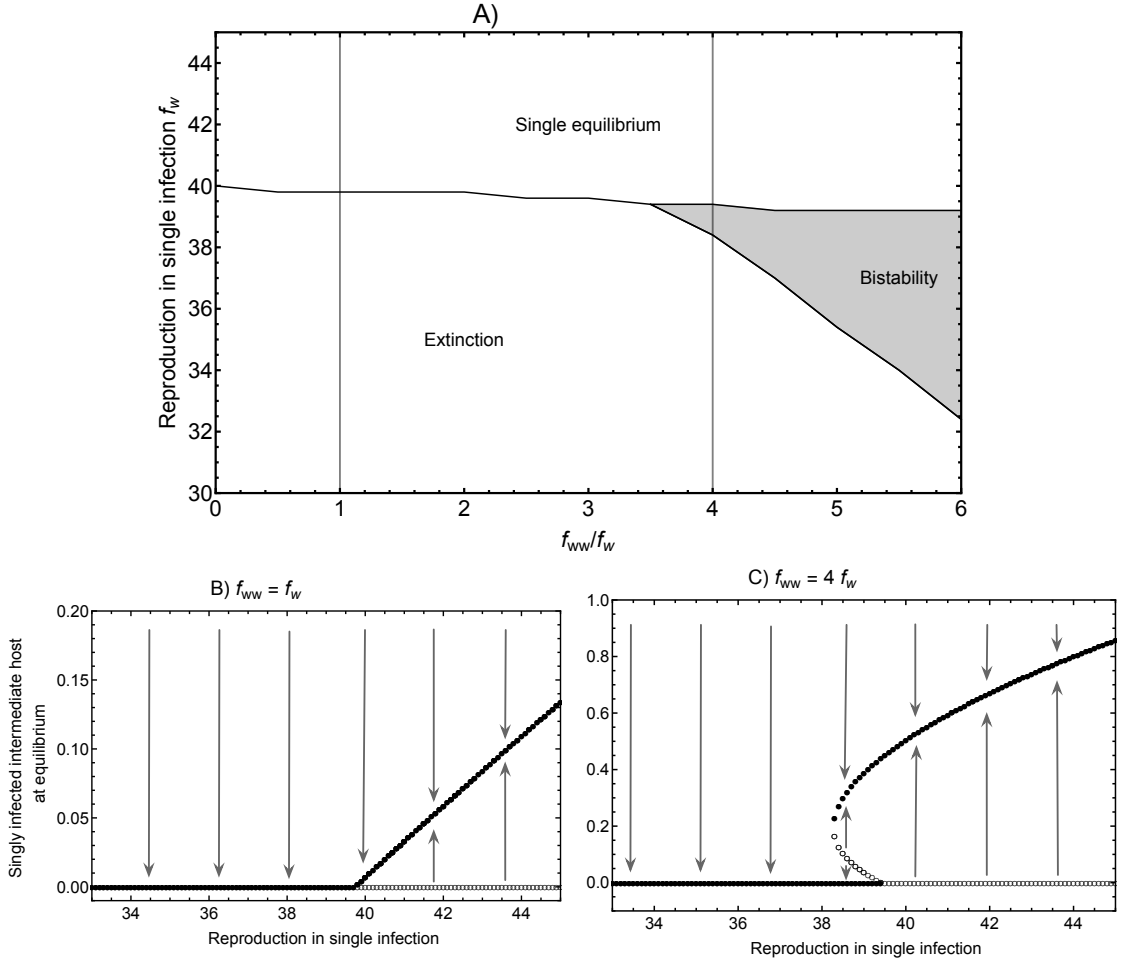 A)
Reproduction in single infection f_w
44
42
40
38
36
34
32
30
Single equilibrium
Bistability
Extinction
0 1 2 3 4 5 6
f_ww/f_w
B) f_ww = f_w
Singly infected intermediate host
at equilibrium
0.20
0.15
0.10
0.05
0.00
34 36 38 40 42 44
Reproduction in single infection
C) f_ww = 4 f_w
1.0
0.8
0.6
0.4
0.2
0.0
34 36 38 40 42 44
Reproduction in single infection